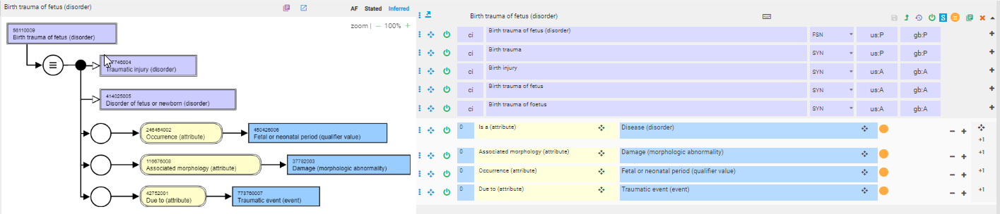 Birth trauma of fetus (disorder)
AF Stated Inferred
zoom | − 100% +
56110009
Birth trauma of fetus (disorder)
7746004
Traumatic injury (disorder)
414025005
Disorder of fetus or newborn (disorder)
246454002
Occurrence (attribute)
450426006
Fetal or neonatal period (qualifier value)
116676008
Associated morphology (attribute)
37782003
Damage (morphologic abnormality)
42752001
Due to (attribute)
773760007
Traumatic event (event)
Birth trauma of fetus (disorder)
S
ci Birth trauma of fetus (disorder) FSN us:P gb:P +
ci Birth trauma SYN us:P gb:P +
ci Birth injury SYN us:A gb:A +
ci Birth trauma of fetus SYN us:A gb:A +
ci Birth trauma of foetus SYN us:A gb:A +
0 Is a (attribute) Disease (disorder) − +
+1
0 Associated morphology (attribute) Damage (morphologic abnormality) − + +1
0 Occurrence (attribute) Fetal or neonatal period (qualifier value) − + +1
0 Due to (attribute) Traumatic event (event) − + +1